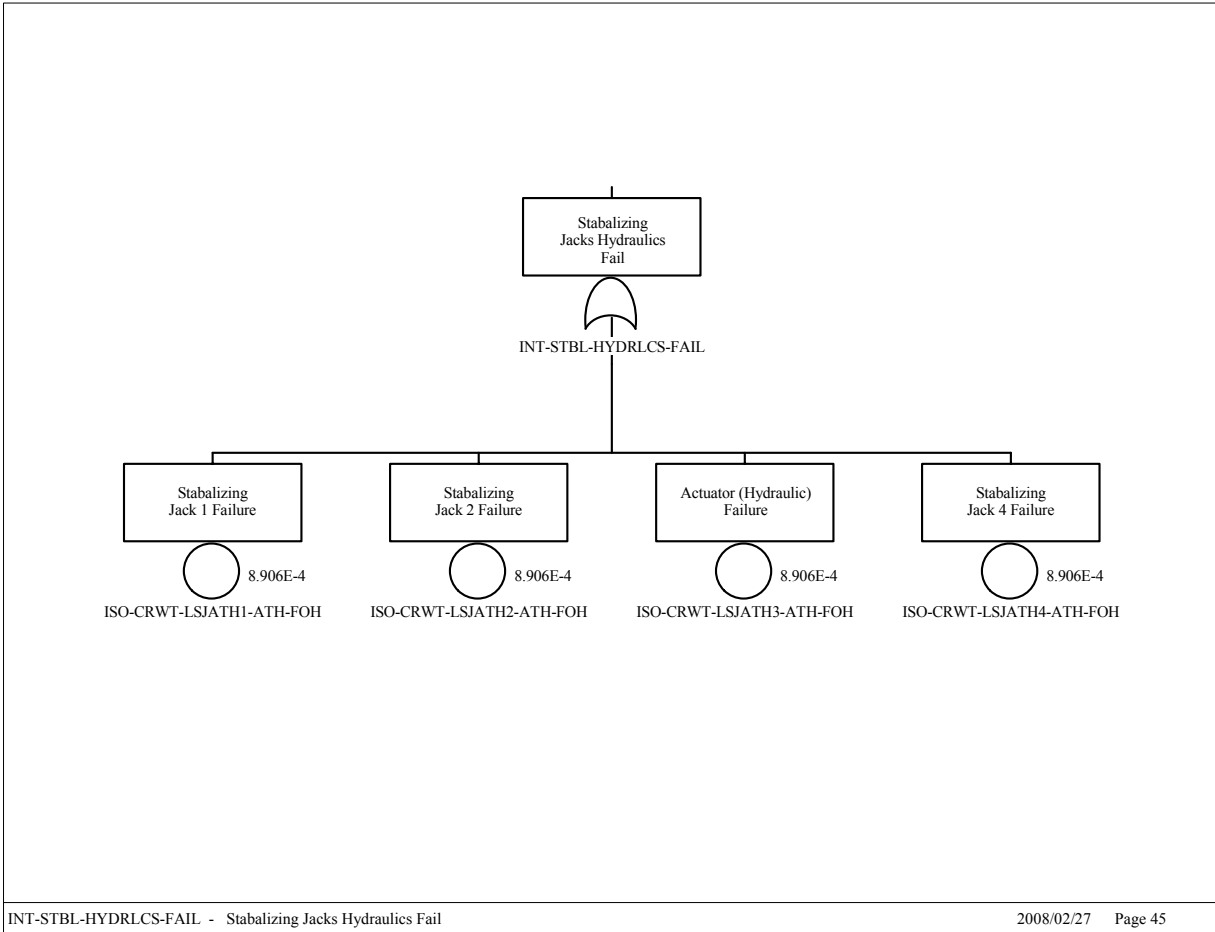 Stabalizing
Jacks Hydraulics
Fail
INT-STBL-HYDRLCS-FAIL
Stabalizing
Jack 1 Failure
8.906E-4
ISO-CRWT-LSJATH1-ATH-FOH
Stabalizing
Jack 2 Failure
8.906E-4
ISO-CRWT-LSJATH2-ATH-FOH
Actuator (Hydraulic)
Failure
8.906E-4
ISO-CRWT-LSJATH3-ATH-FOH
Stabalizing
Jack 4 Failure
8.906E-4
ISO-CRWT-LSJATH4-ATH-FOH
INT-STBL-HYDRLCS-FAIL - Stabalizing Jacks Hydraulics Fail 2008/02/27 Page 45